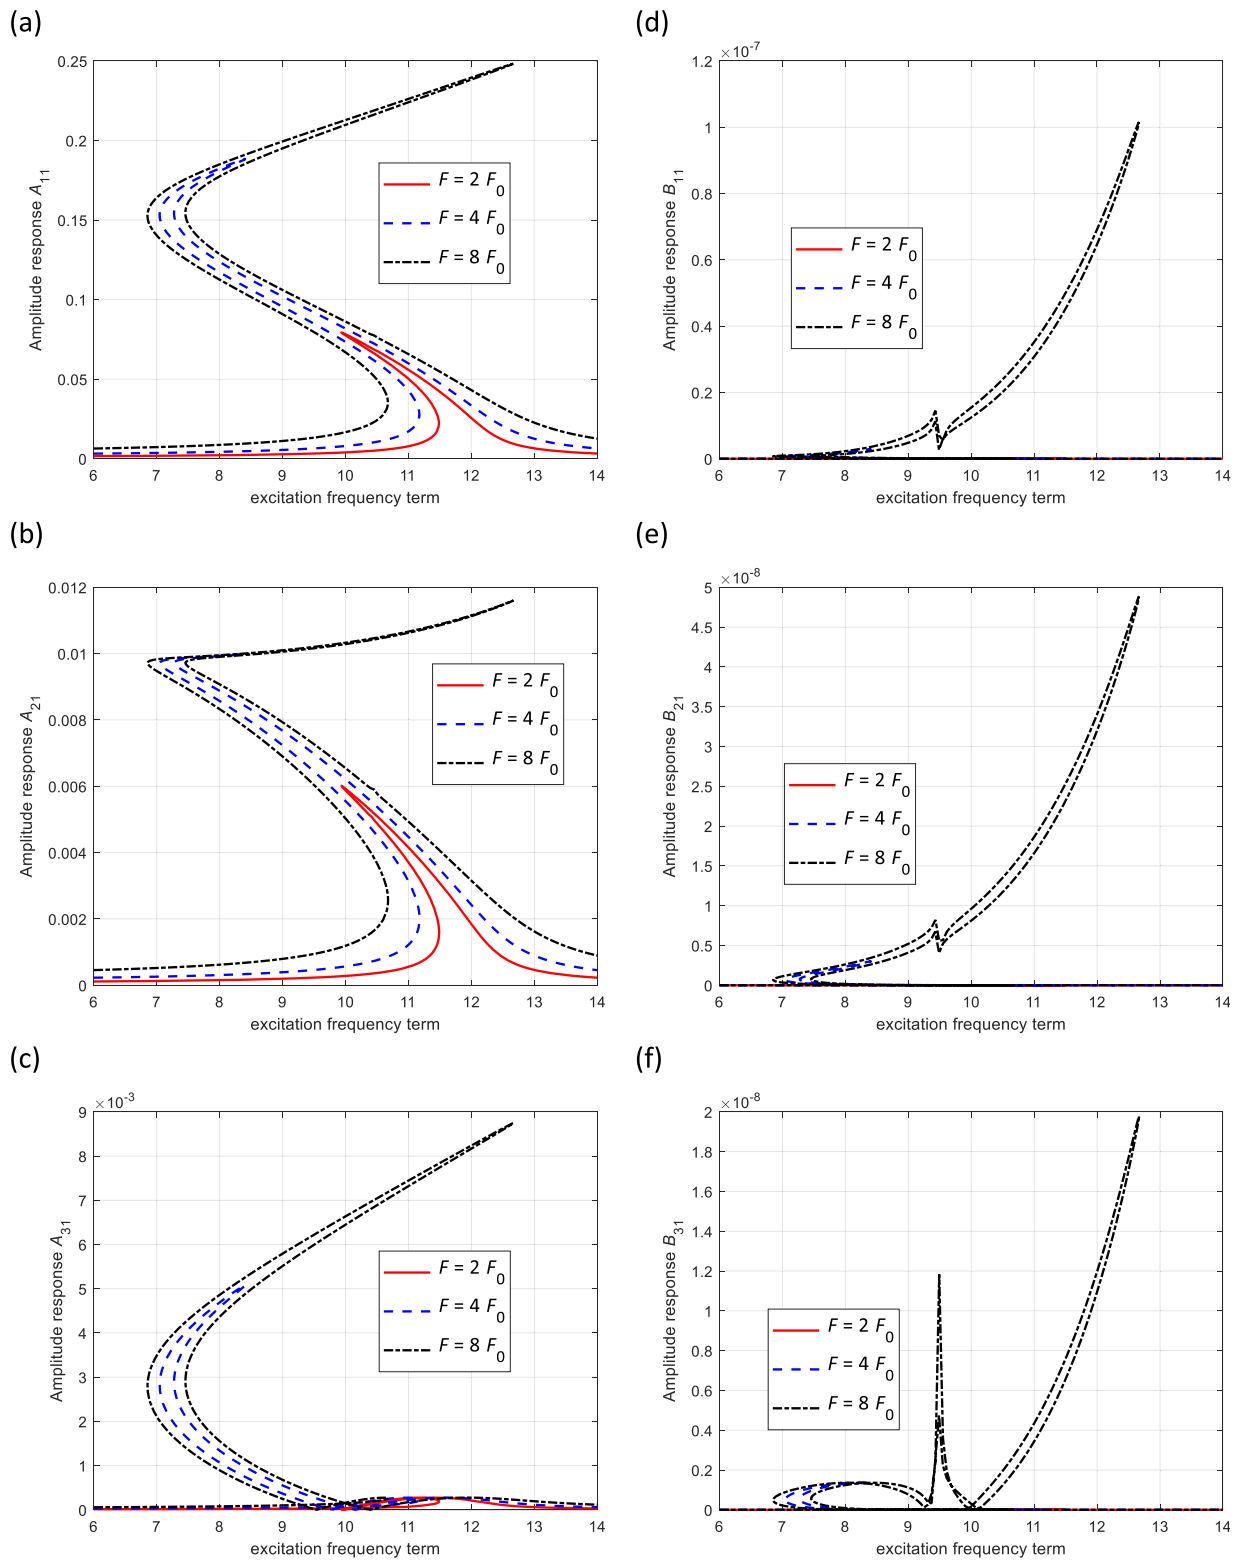 (a)
0.25
0.2
0.15
0.1
0.05
0
6 7 8 9 10 11 12 13 14
Amplitude response A11
excitation frequency term
F = 2 F0
F = 4 F0
F = 8 F0
(d)
×10-7
1.2
1
0.8
0.6
0.4
0.2
0
6 7 8 9 10 11 12 13 14
Amplitude response B11
excitation frequency term
F = 2 F0
F = 4 F0
F = 8 F0
(b)
0.012
0.01
0.008
0.006
0.004
0.002
0
6 7 8 9 10 11 12 13 14
Amplitude response A21
excitation frequency term
F = 2 F0
F = 4 F0
F = 8 F0
(e)
×10-8
5
4.5
4
3.5
3
2.5
2
1.5
1
0.5
0
6 7 8 9 10 11 12 13 14
Amplitude response B21
excitation frequency term
F = 2 F0
F = 4 F0
F = 8 F0
(c)
×10-3
9
8
7
6
5
4
3
2
1
0
6 7 8 9 10 11 12 13 14
Amplitude response A31
excitation frequency term
F = 2 F0
F = 4 F0
F = 8 F0
(f)
×10-8
2
1.8
1.6
1.4
1.2
1
0.8
0.6
0.4
0.2
0
6 7 8 9 10 11 12 13 14
Amplitude response B31
excitation frequency term
F = 2 F0
F = 4 F0
F = 8 F0